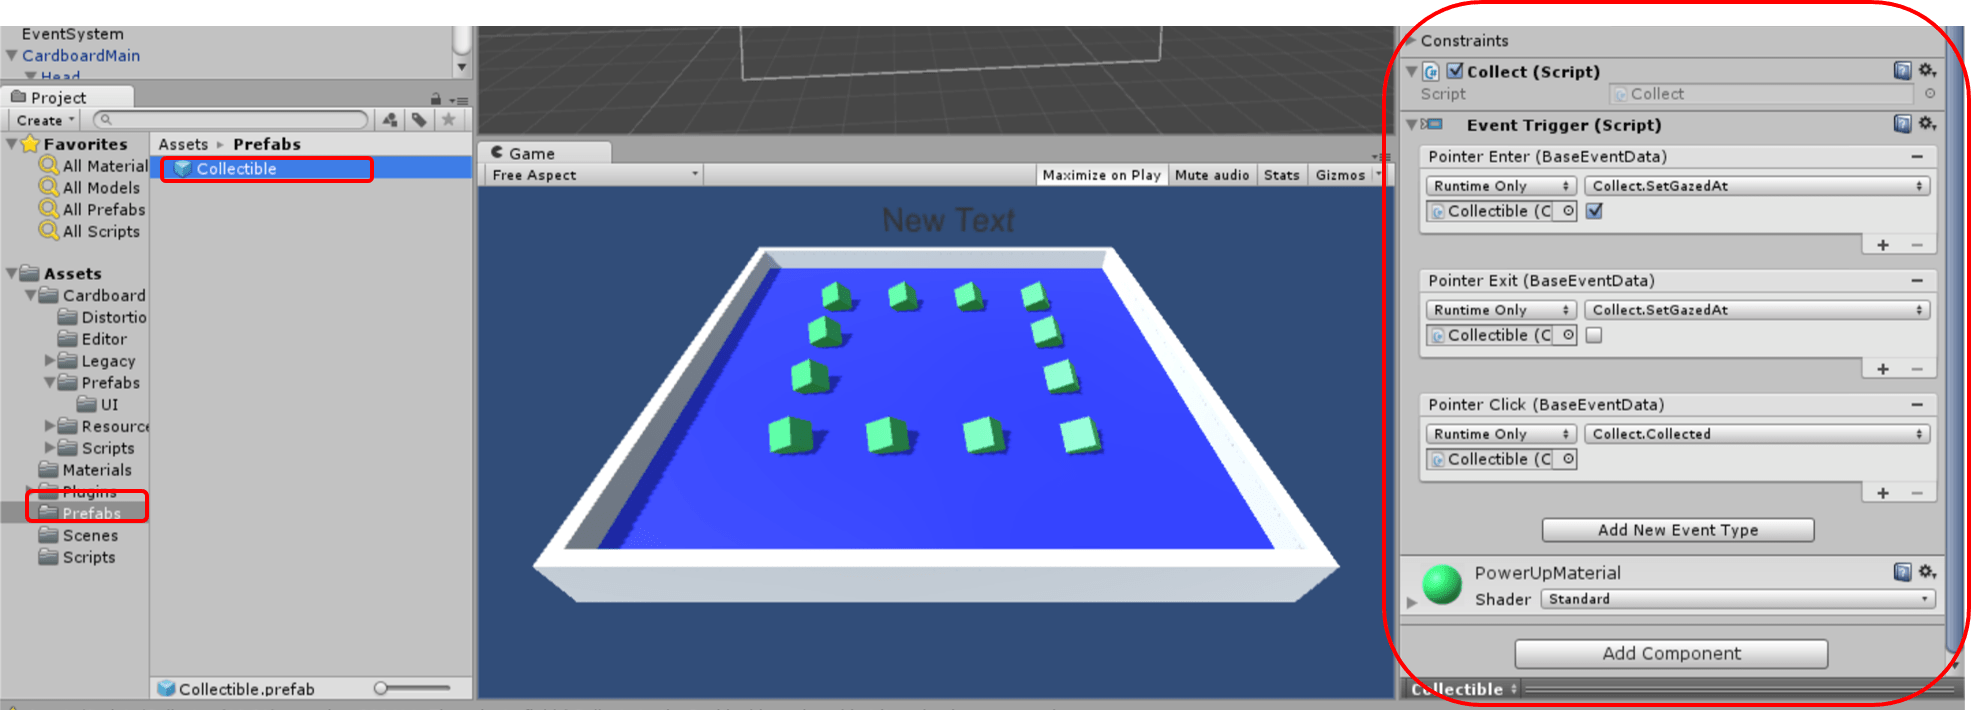 EventSystem
CardboardMain
Head
Project
Create
Favorites
All Material
All Models
All Prefabs
All Scripts
Assets
Cardboard
Distortio
Editor
Legacy
Prefabs
UI
Resource
Scripts
Materials
Plugins
Prefabs
Scenes
Scripts
Assets Prefabs
Collectible
Collectible.prefab
Game
Free Aspect
Maximize on Play Mute audio Stats Gizmos
New Text
Constraints
Collect (Script)
Script Collect
Event Trigger (Script)
Pointer Enter (BaseEventData)
Runtime Only Collect.SetGazedAt
Collectible (C
Pointer Exit (BaseEventData)
Runtime Only Collect.SetGazedAt
Collectible (C
Pointer Click (BaseEventData)
Runtime Only Collect.Collected
Collectible (C
Add New Event Type
PowerUpMaterial
Shader Standard
Add Component
Collectible